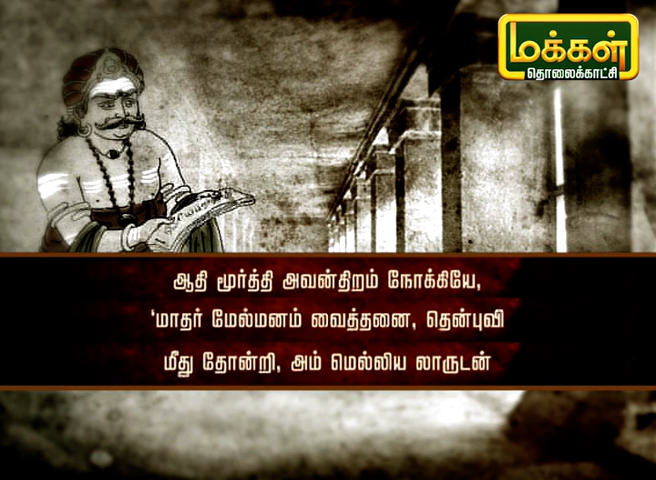 மக்கள்
தொலைக்காட்சி
ஆதி மூர்த்தி அவன்திறம் நோக்கியே,
‘மாதர் மேல்மனம் வைத்தனை, தென்புவி
மீது தோன்றி, அம் மெல்லிய லாருடன்